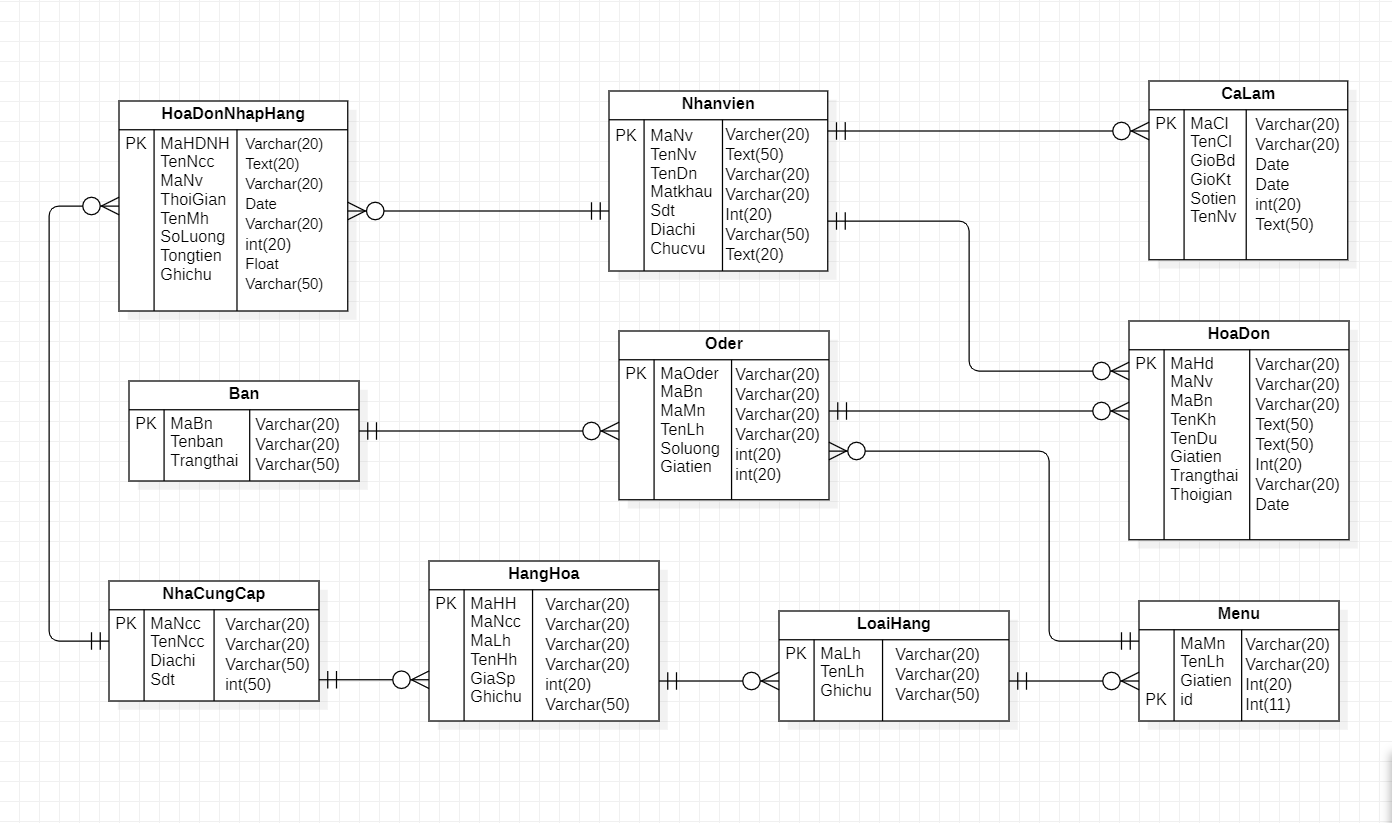 HoaDonNhapHang
PK MaHDNH Varchar(20)
TenNcc Text(20)
MaNv Varchar(20)
ThoiGian Date
TenMh Varchar(20)
SoLuong int(20)
Tongtien Float
Ghichu Varchar(50)
Nhanvien
PK MaNv Varcher(20)
TenNv Text(50)
TenDn Varchar(20)
Matkhau Varchar(20)
Sdt Int(20)
Diachi Varchar(50)
Chucvu Text(20)
CaLam
PK MaCl Varchar(20)
TenCl Varchar(20)
GioBd Date
GioKt Date
Sotien int(20)
TenNv Text(50)
Ban
PK MaBn Varchar(20)
Tenban Varchar(20)
Trangthai Varchar(50)
Oder
PK MaOder Varchar(20)
MaBn Varchar(20)
MaMn Varchar(20)
TenLh Varchar(20)
Soluong int(20)
Giatien int(20)
HoaDon
PK MaHd Varchar(20)
MaNv Varchar(20)
MaBn Varchar(20)
TenKh Text(50)
TenDu Text(50)
Giatien Int(20)
Trangthai Varchar(20)
Thoigian Date
NhaCungCap
PK MaNcc Varchar(20)
TenNcc Varchar(20)
Diachi Varchar(50)
Sdt int(50)
HangHoa
PK MaHH Varchar(20)
MaNcc Varchar(20)
MaLh Varchar(20)
TenHh Varchar(20)
GiaSp int(20)
Ghichu Varchar(50)
LoaiHang
PK MaLh Varchar(20)
TenLh Varchar(20)
Ghichu Varchar(50)
Menu
MaMn Varchar(20)
TenLh Varchar(20)
Giatien Int(20)
PK id Int(11)